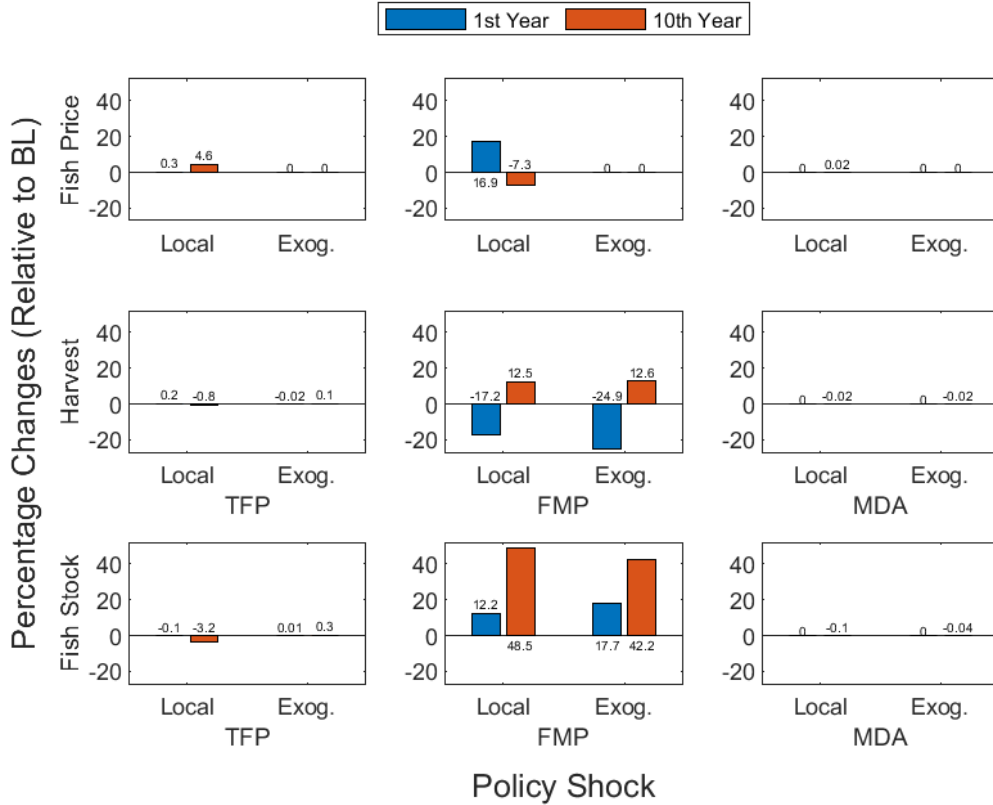 1st Year 10th Year
Percentage Changes (Relative to BL)
Fish Price
40
20
0
-20
0.3 4.6 0 0
Local Exog.
40
20
0
-20
16.9 -7.3 0 0
Local Exog.
40
20
0
-20
0 0.02 0 0
Local Exog.
Harvest
40
20
0
-20
0.2 -0.8 -0.02 0.1
Local Exog.
TFP
40
20
0
-20
-17.2 12.5 -24.9 12.6
Local Exog.
FMP
40
20
0
-20
0 -0.02 0 -0.02
Local Exog.
MDA
Fish Stock
40
20
0
-20
-0.1 -3.2 0.01 0.3
Local Exog.
TFP
40
20
0
-20
12.2 48.5 17.7 42.2
Local Exog.
FMP
40
20
0
-20
0 -0.1 0 -0.04
Local Exog.
MDA
Policy Shock